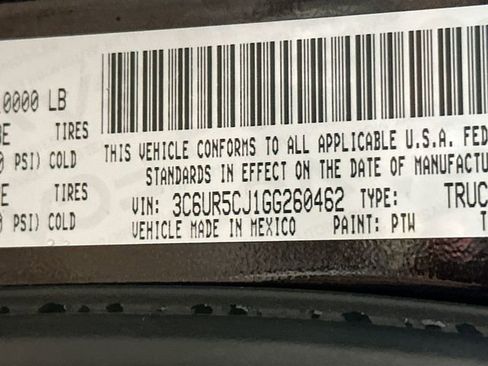 0000 LB
TIRES
PSI) COLD
TIRES
PSI) COLD
THIS VEHICLE CONFORMS TO ALL APPLICABLE U.S.A. FED
STANDARDS IN EFFECT ON THE DATE OF MANUFACTU
VIN: 3C6UR5CJ1GG260462 TYPE: TRUC
VEHICLE MADE IN MEXICO PAINT: PTW